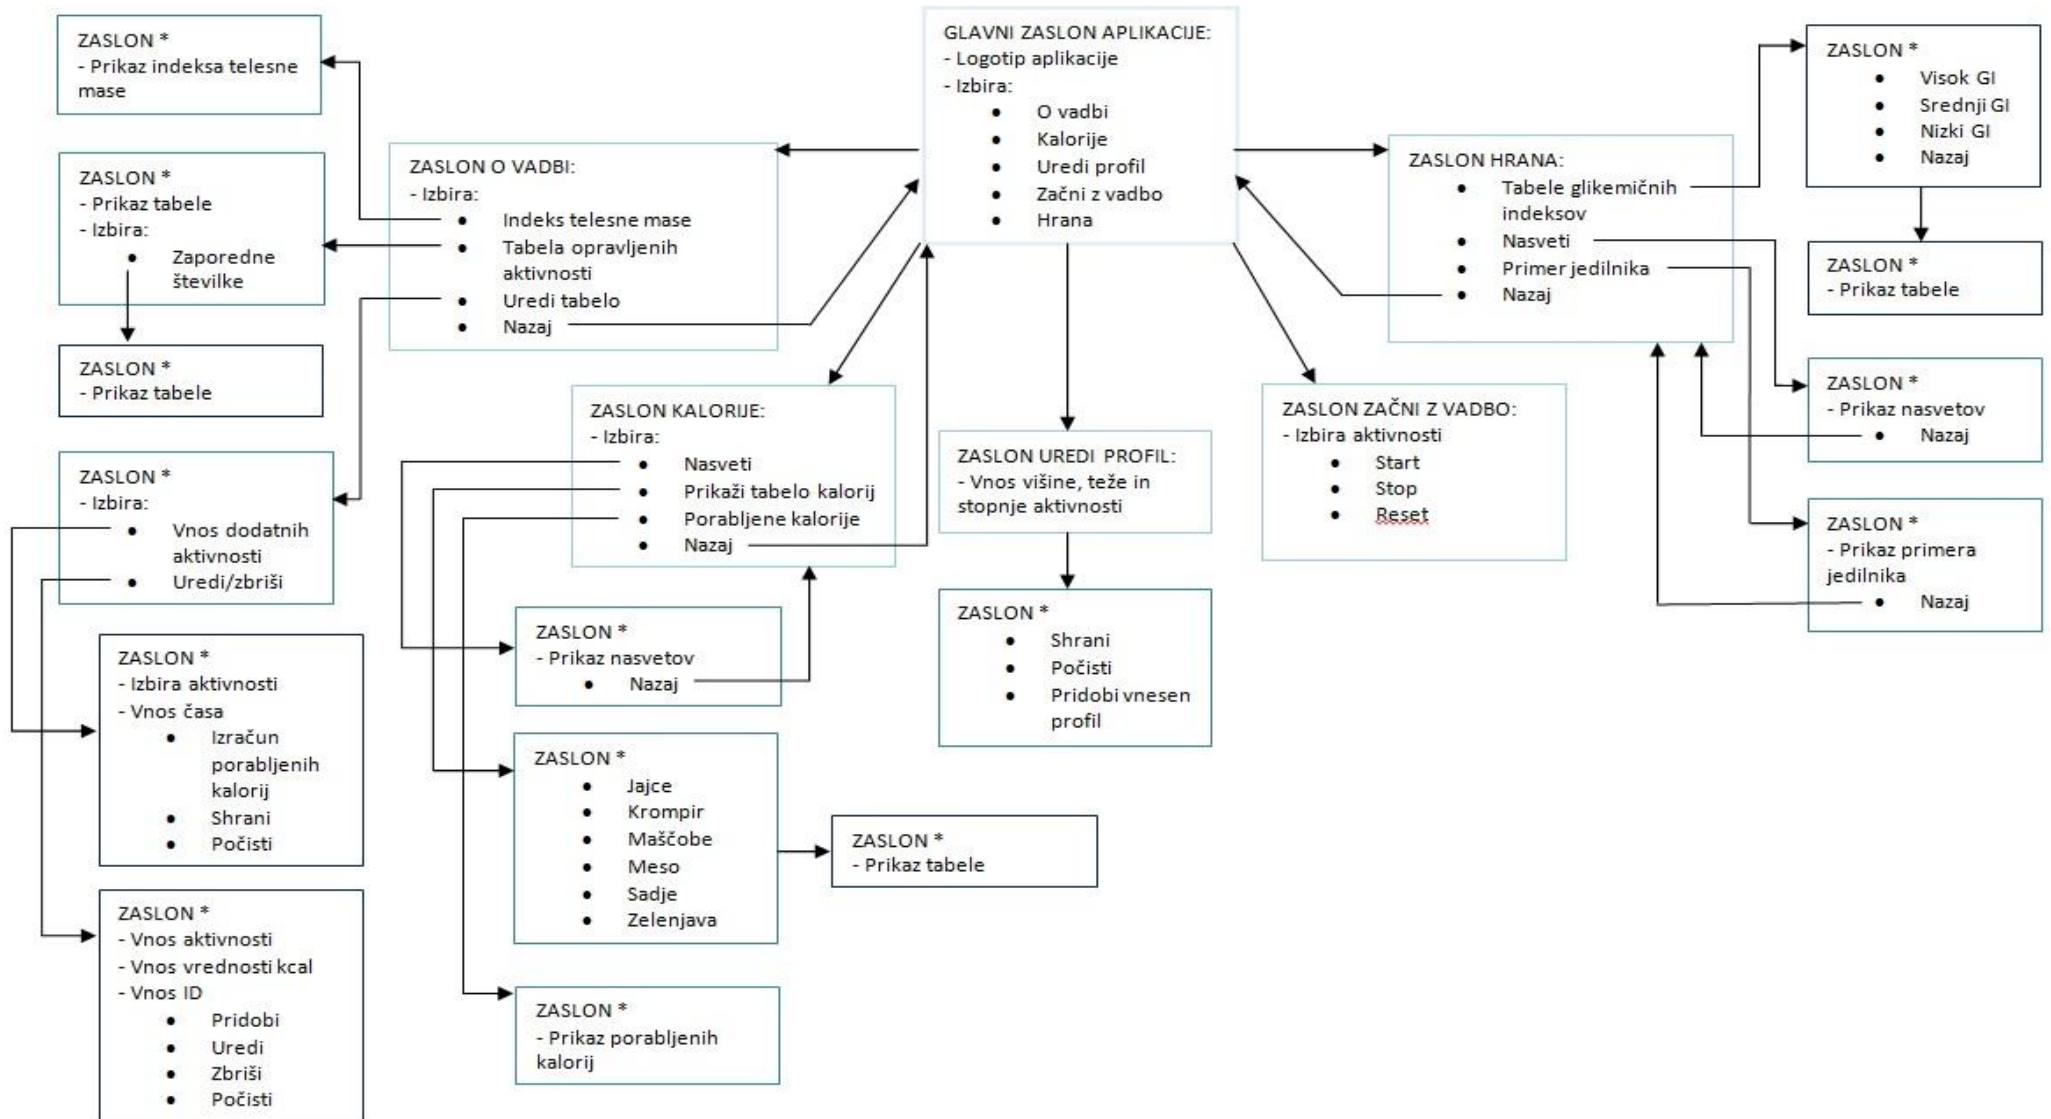 GLAVNI ZASLON APLIKACIJE:
- Logotip aplikacije
- Izbira:
• O vadbi
• Kalorije
• Uredi profil
• Začni z vadbo
• Hrana
ZASLON O VADBI:
- Izbira:
• Indeks telesne mase
• Tabela opravljenih
aktivnosti
• Uredi tabelo
• Nazaj
ZASLON *
- Prikaz indeksa telesne
mase
ZASLON *
- Prikaz tabele
- Izbira:
• Zaporedne
številke
ZASLON *
- Prikaz tabele
ZASLON *
- Izbira:
• Vnos dodatnih
aktivnosti
• Uredi/zbriši
ZASLON *
- Izbira aktivnosti
- Vnos časa
• Izračun
porabljenih
kalorij
• Shrani
• Počisti
ZASLON *
- Vnos aktivnosti
- Vnos vrednosti kcal
- Vnos ID
• Pridobi
• Uredi
• Zbriši
• Počisti
ZASLON KALORIJE:
- Izbira:
• Nasveti
• Prikaži tabelo kalorij
• Porabljene kalorije
• Nazaj
ZASLON *
- Prikaz nasvetov
• Nazaj
ZASLON *
• Jajce
• Krompir
• Maščobe
• Meso
• Sadje
• Zelenjava
ZASLON *
- Prikaz tabele
ZASLON *
- Prikaz porabljenih
kalorij
ZASLON UREDI PROFIL:
- Vnos višine, teže in
stopnje aktivnosti
ZASLON *
• Shrani
• Počisti
• Pridobi vnesen
profil
ZASLON ZAČNI Z VADBO:
- Izbira aktivnosti
• Start
• Stop
• Reset
ZASLON HRANA:
• Tabele glikemičnih
indeksov
• Nasveti
• Primer jedilnika
• Nazaj
ZASLON *
• Visok GI
• Srednji GI
• Nizki GI
• Nazaj
ZASLON *
- Prikaz tabele
ZASLON *
- Prikaz nasvetov
• Nazaj
ZASLON *
- Prikaz primera
jedilnika
• Nazaj